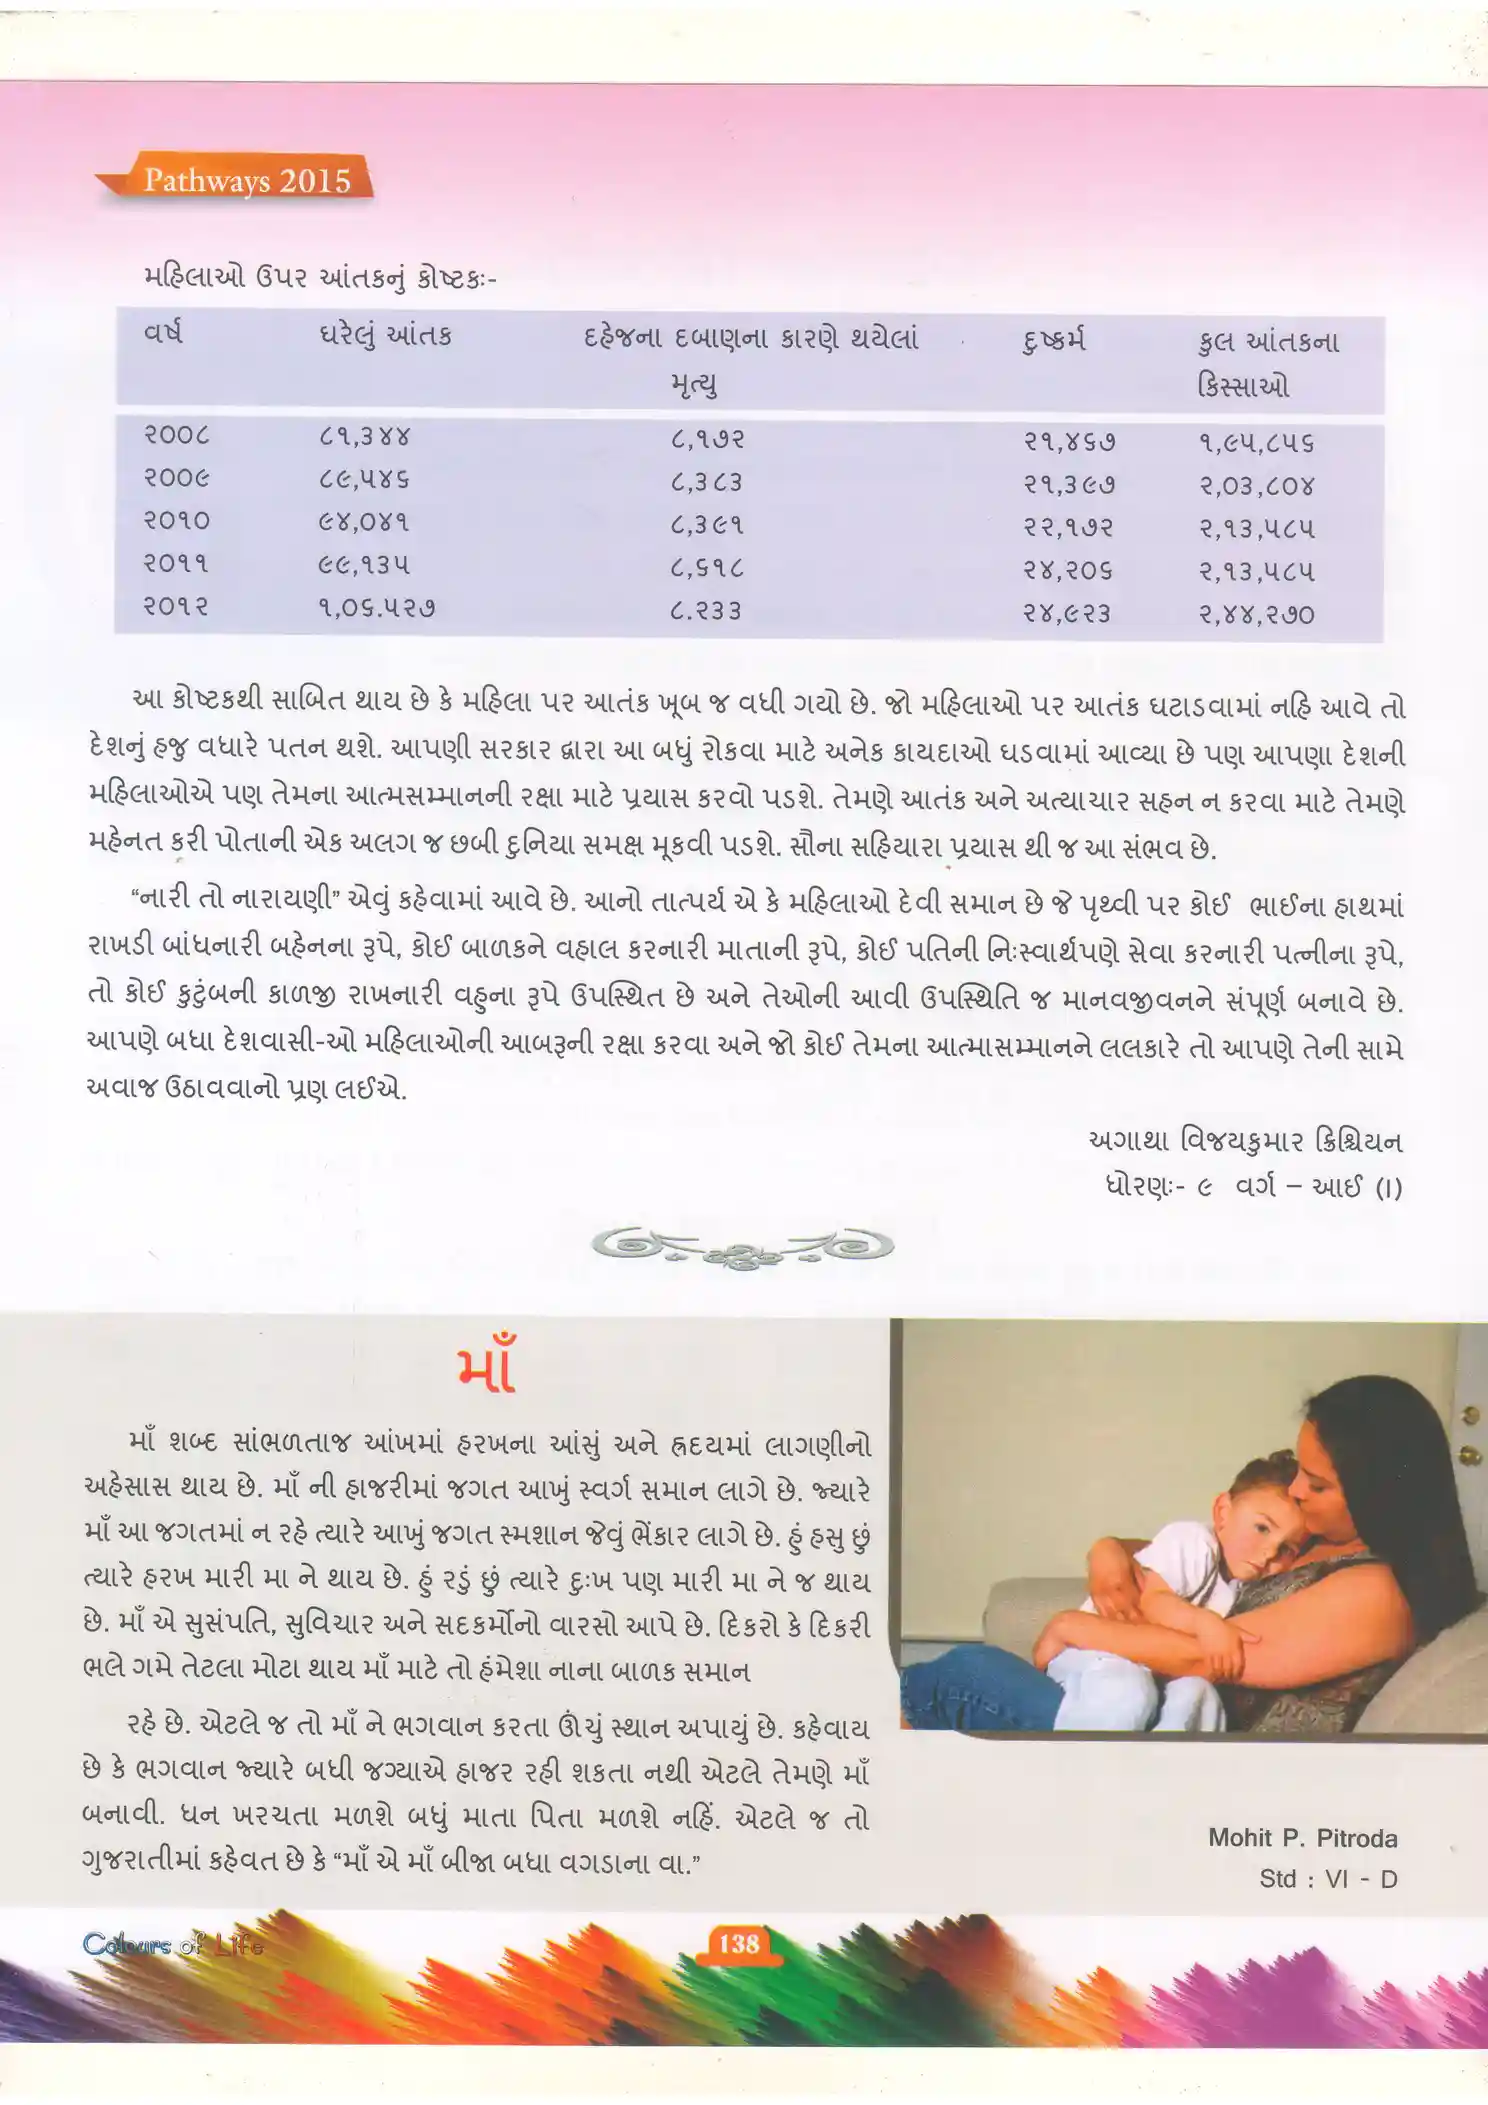 Pathways 2015
મહિલાઓ ઉપર આંતકનું કોષ્ટકઃ-
વર્ષ ઘરેલું આંતક દહેજના દબાણના કારણે થયેલાં દુષ્કર્મ કુલ આંતકના
મૃત્યુ કિસ્સાઓ
૨૦૦૮ ૮૧,૩૪૪ ૮,૧૭૨ ૨૧,૪૬૭ ૧,૯૫,૮૫૬
૨૦૦૯ ૮૯,૫૪૬ ૮,૩૮૩ ૨૧,૩૯૭ ૨,૦૩,૮૦૪
૨૦૧૦ ૯૪,૦૪૧ ૮,૩૯૧ ૨૨,૧૭૨ ૨,૧૩,૫૮૫
૨૦૧૧ ૯૯,૧૩૫ ૮,૬૧૮ ૨૪,૨૦૬ ૨,૧૩,૫૮૫
૨૦૧૨ ૧,૦૬.૫૨૭ ૮.૨૩૩ ૨૪,૯૨૩ ૨,૪૪,૨૭૦
આ કોષ્ટકથી સાબિત થાય છે કે મહિલા પર આતંક ખૂબ જ વધી ગયો છે. જો મહિલાઓ પર આતંક ઘટાડવામાં નહિ આવે તો
દેશનું હજુ વધારે પતન થશે. આપણી સરકાર દ્વારા આ બધું રોકવા માટે અનેક કાયદાઓ ઘડવામાં આવ્યા છે પણ આપણા દેશની
મહિલાઓએ પણ તેમના આત્મસમ્માનની રક્ષા માટે પ્રયાસ કરવો પડશે. તેમણે આતંક અને અત્યાચાર સહન ન કરવા માટે તેમણે
મહેનત કરી પોતાની એક અલગ જ છબી દુનિયા સમક્ષ મૂકવી પડશે. સૌના સહિયારા પ્રયાસ થી જ આ સંભવ છે.
“નારી તો નારાયણી” એવું કહેવામાં આવે છે. આનો તાત્પર્ય એ કે મહિલાઓ દેવી સમાન છે જે પૃથ્વી પર કોઈ ભાઈના હાથમાં
રાખડી બાંધનારી બહેનના રૂપે, કોઈ બાળકને વહાલ કરનારી માતાની રૂપે, કોઈ પતિની નિઃસ્વાર્થપણે સેવા કરનારી પત્નીના રૂપે,
તો કોઈ કુટુંબની કાળજી રાખનારી વહુના રૂપે ઉપસ્થિત છે અને તેઓની આવી ઉપસ્થિતિ જ માનવજીવનને સંપૂર્ણ બનાવે છે.
આપણે બધા દેશવાસી-ઓ મહિલાઓની આબરૂની રક્ષા કરવા અને જો કોઈ તેમના આત્માસમ્માનને લલકારે તો આપણે તેની સામે
અવાજ ઉઠાવવાનો પ્રણ લઈએ.
અગાથા વિજયકુમાર ક્રિશ્ચિયન
ધોરણઃ- ૯ વર્ગ – આઈ (I)
માઁ
માઁ શબ્દ સાંભળતાજ આંખમાં હરખના આંસું અને હ્રદયમાં લાગણીનો
અહેસાસ થાય છે. માઁ ની હાજરીમાં જગત આખું સ્વર્ગ સમાન લાગે છે. જ્યારે
માઁ આ જગતમાં ન રહે ત્યારે આખું જગત સ્મશાન જેવું ભેંકાર લાગે છે. હું હસુ છું
ત્યારે હરખ મારી મા ને થાય છે. હું રડું છું ત્યારે દુઃખ પણ મારી મા ને જ થાય
છે. માઁ એ સુસંપતિ, સુવિચાર અને સદકર્મોનો વારસો આપે છે. દિકરો કે દિકરી
ભલે ગમે તેટલા મોટા થાય માઁ માટે તો હંમેશા નાના બાળક સમાન
રહે છે. એટલે જ તો માઁ ને ભગવાન કરતા ઊંચું સ્થાન અપાયું છે. કહેવાય
છે કે ભગવાન જ્યારે બધી જગ્યાએ હાજર રહી શકતા નથી એટલે તેમણે માઁ
બનાવી. ધન ખરચતા મળશે બધું માતા પિતા મળશે નહિં. એટલે જ તો
ગુજરાતીમાં કહેવત છે કે “માઁ એ માઁ બીજા બધા વગડાના વા.”
Mohit P. Pitroda
Std : VI - D
Colours of Life
138